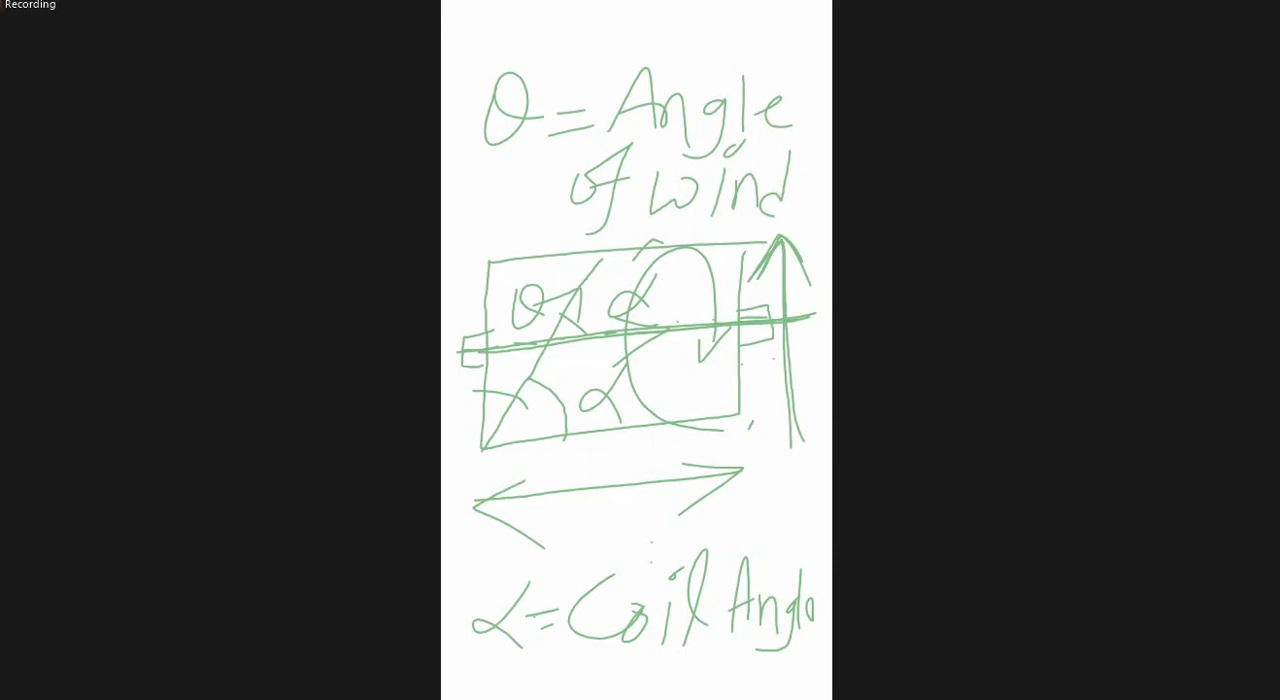 Recording
θ = Angle
of wind
θ α
α
α = Coil Angle